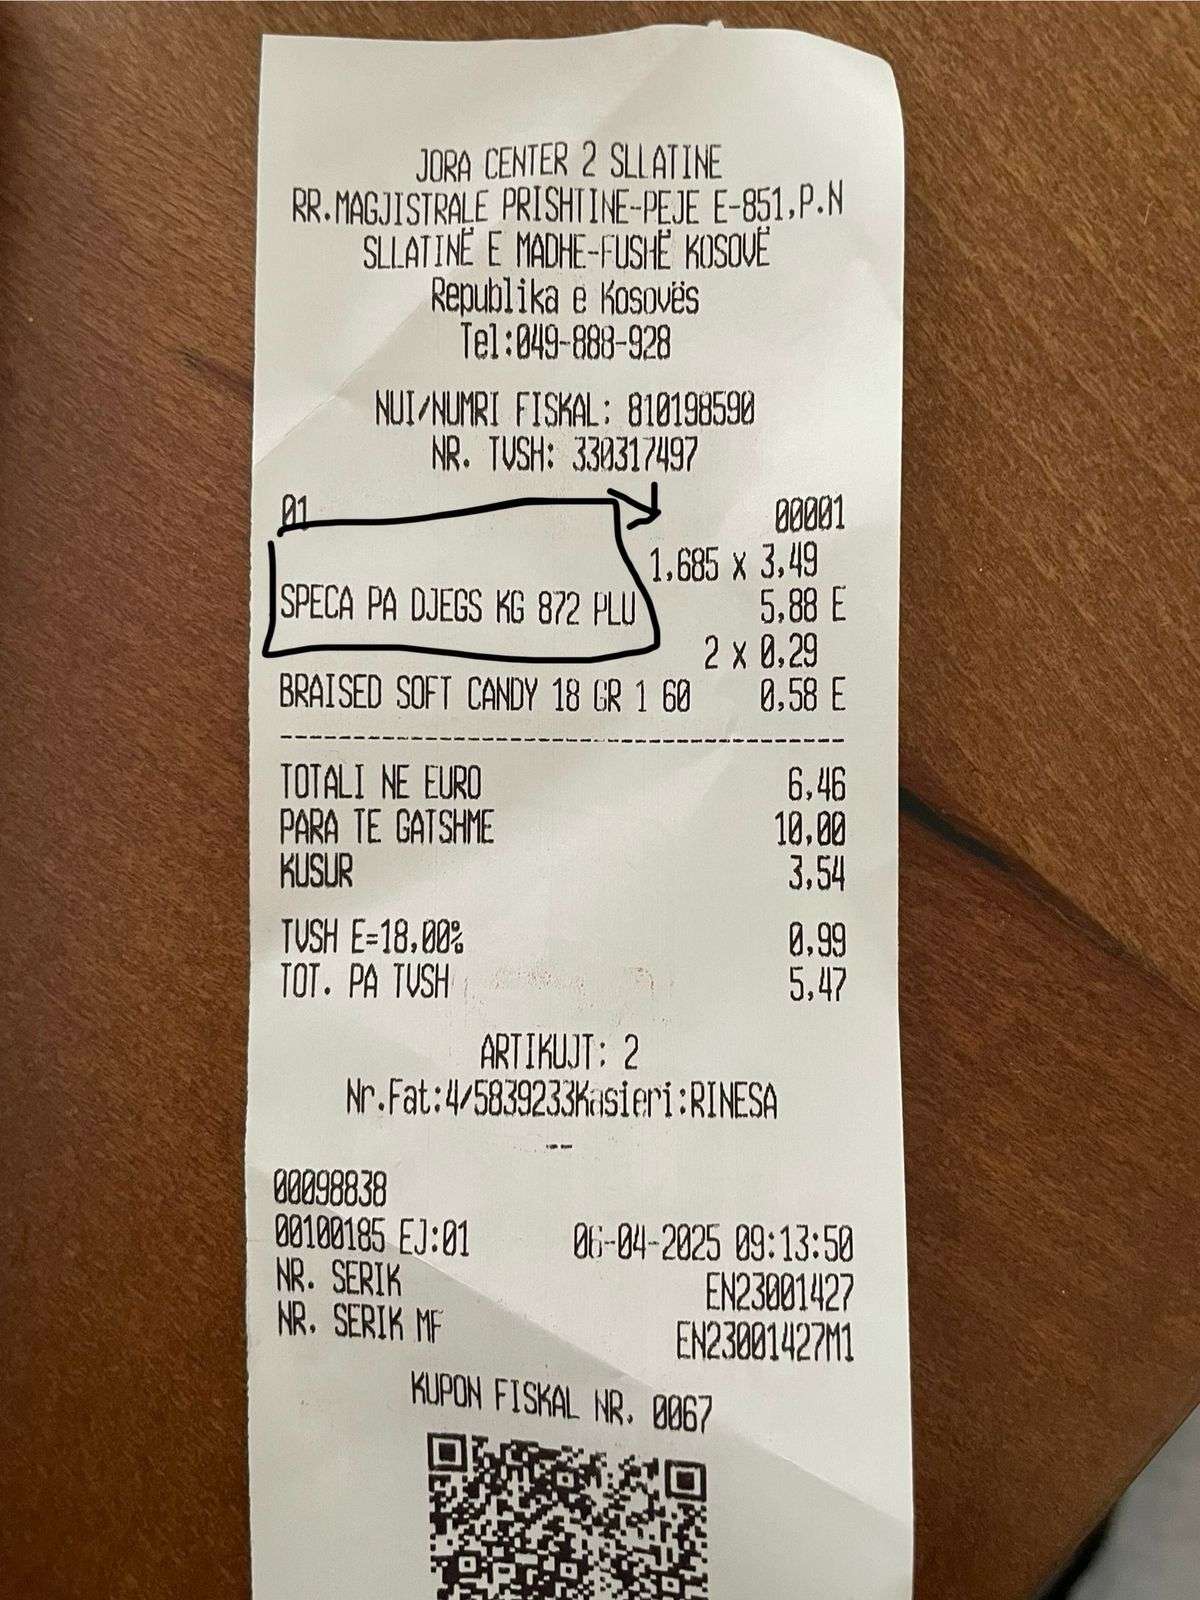 JORA CENTER 2 SLLATINE
RR.MAGJISTRALE PRISHTINE-PEJE E-851,P.N
SLLATINË E MADHE-FUSHË KOSOVË
Republika e Kosovës
Tel:049-888-928
NUI/NUMRI FISKAL: 810198590
NR. TVSH: 330317497
01 00001
1,685 x 3,49
SPECA PA DJEGS KG 872 PLU 5,88 E
2 x 0,29
BRAISED SOFT CANDY 18 GR 1 60 0,58 E
TOTALI NE EURO 6,46
PARA TE GATSHME 10,00
KUSUR 3,54
TVSH E=18,00% 0,99
TOT. PA TVSH 5,47
ARTIKUJT: 2
Nr.Fat:4/5839233Kasieri:RINESA
--
00098838
00100185 EJ:01 06-04-2025 09:13:50
NR. SERIK EN23001427
NR. SERIK MF EN23001427M1
KUPON FISKAL NR. 0067